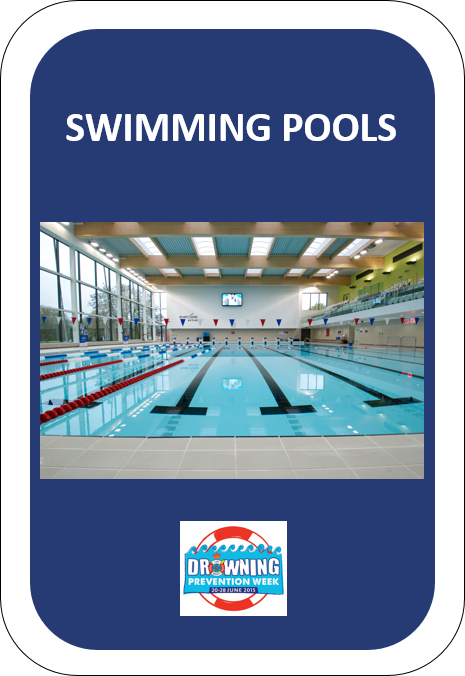 SWIMMING POOLS
DROWNING
PREVENTION WEEK
20-28 JUNE 2015